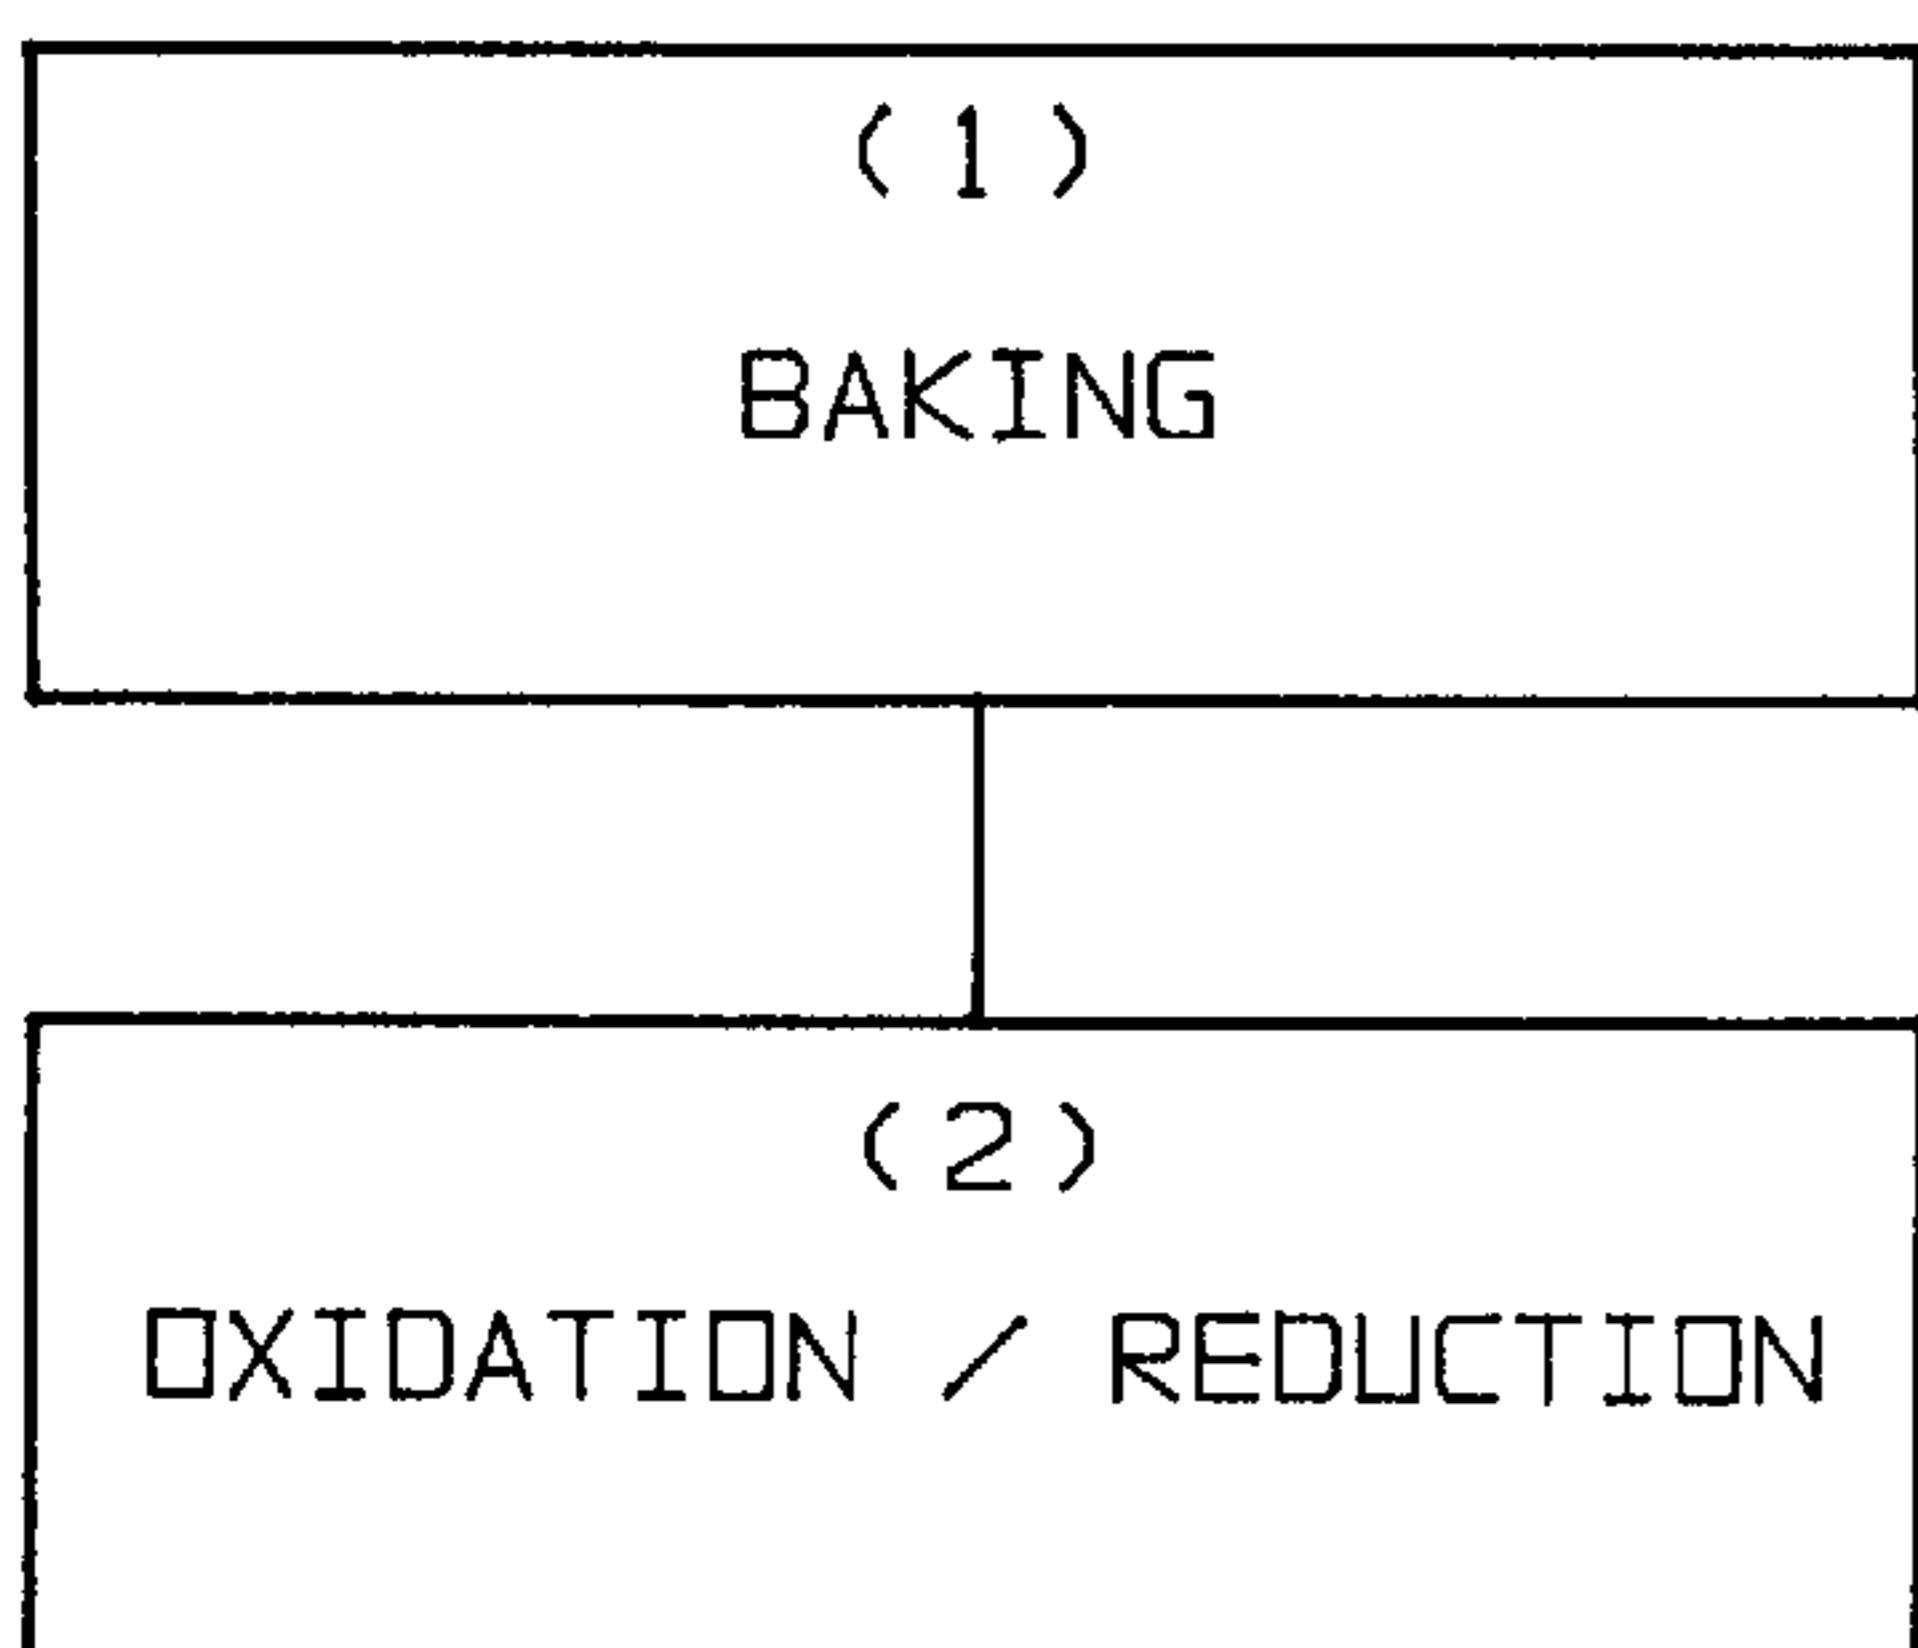 (1)
BAKING
(2)
OXIDATION / REDUCTION